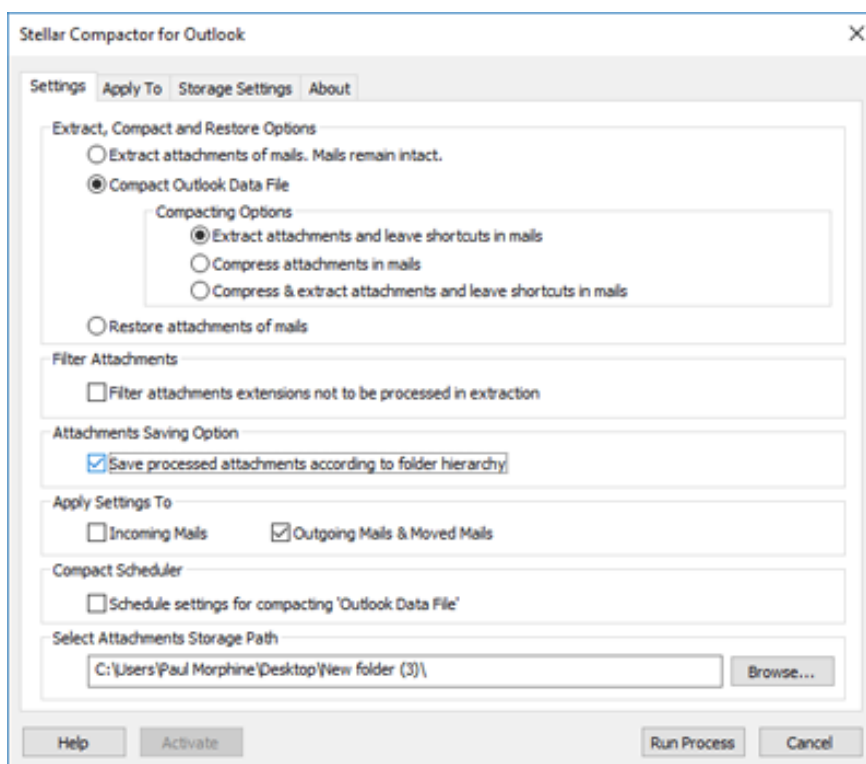 Stellar Compactor for Outlook
Settings Apply To Storage Settings About
Extract, Compact and Restore Options
Extract attachments of mails. Mails remain intact.
Compact Outlook Data File
Compacting Options
Extract attachments and leave shortcuts in mails
Compress attachments in mails
Compress & extract attachments and leave shortcuts in mails
Restore attachments of mails
Filter Attachments
Filter attachments extensions not to be processed in extraction
Attachments Saving Option
Save processed attachments according to folder hierarchy
Apply Settings To
Incoming Mails Outgoing Mails & Moved Mails
Compact Scheduler
Schedule settings for compacting 'Outlook Data File'
Select Attachments Storage Path
C:\Users\Paul Morphine\Desktop\New folder (3)\ Browse...
Help Activate Run Process Cancel